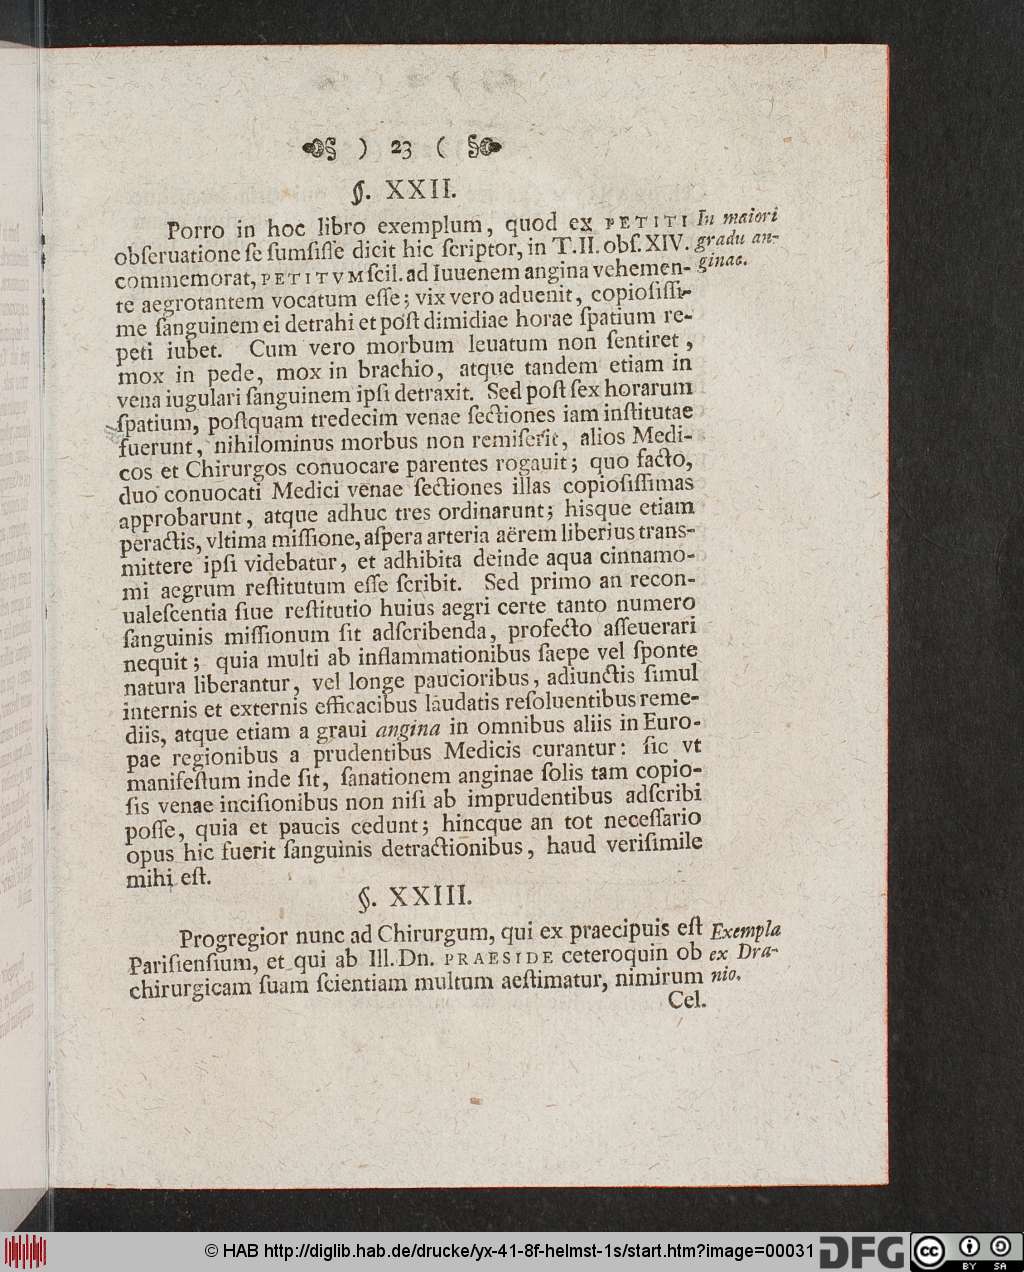 § ) 23 ( §
§. XXII.
Porro in hoc libro exemplum, quod ex PETITI In maiori
obſeruatione ſe ſumſiſſe dicit hic ſcriptor, in T. II. obſ. XIV. gradu an-
commemorat, PETITVM ſcil. ad Iuuenem angina vehemen- ginae.
te aegrotantem vocatum eſſe; vix vero aduenit, copioſiſſi-
me ſanguinem ei detrahi et poſt dimidiae horae ſpatium re-
peti iubet. Cum vero morbum leuatum non ſentiret,
mox in pede, mox in brachio, atque tandem etiam in
vena iugulari ſanguinem ipſi detraxit. Sed poſt ſex horarum
ſpatium, poſtquam tredecim venae ſectiones iam inſtitutae
fuerunt, nihilominus morbus non remiſerit, alios Medi-
cos et Chirurgos conuocare parentes rogauit; quo facto,
duo conuocati Medici venae ſectiones illas copioſiſſimas
approbarunt, atque adhuc tres ordinarunt; hisque etiam
peractis, vltima miſſione, aſpera arteria aërem liberius trans-
mittere ipſi videbatur, et adhibita deinde aqua cinnamo-
mi aegrum reſtitutum eſſe ſcribit. Sed primo an recon-
ualeſcentia ſiue reſtitutio huius aegri certe tanto numero
ſanguinis miſſionum ſit adſcribenda, profecto aſſeuerari
nequit; quia multi ab inflammationibus ſaepe vel ſponte
natura liberantur, vel longe paucioribus, adiunctis ſimul
internis et externis efficacibus laudatis reſoluentibus reme-
diis, atque etiam a graui angina in omnibus aliis in Euro-
pae regionibus a prudentibus Medicis curantur: ſic vt
manifeſtum inde ſit, ſanationem anginae ſolis tam copio-
ſis venae inciſionibus non niſi ab imprudentibus adſcribi
poſſe, quia et paucis cedunt; hincque an tot neceſſario
opus hic fuerit ſanguinis detractionibus, haud veriſimile
mihi eſt.
§. XXIII.
Progregior nunc ad Chirurgum, qui ex praecipuis eſt Exempla
Pariſienſium, et qui ab Ill. Dn. PRAESIDE ceteroquin ob ex Dra-
chirurgicam ſuam ſcientiam multum aeſtimatur, nimirum nio.
Cel.
© HAB http://diglib.hab.de/drucke/yx-41-8f-helmst-1s/start.htm?image=00031 DFG cc BY SA